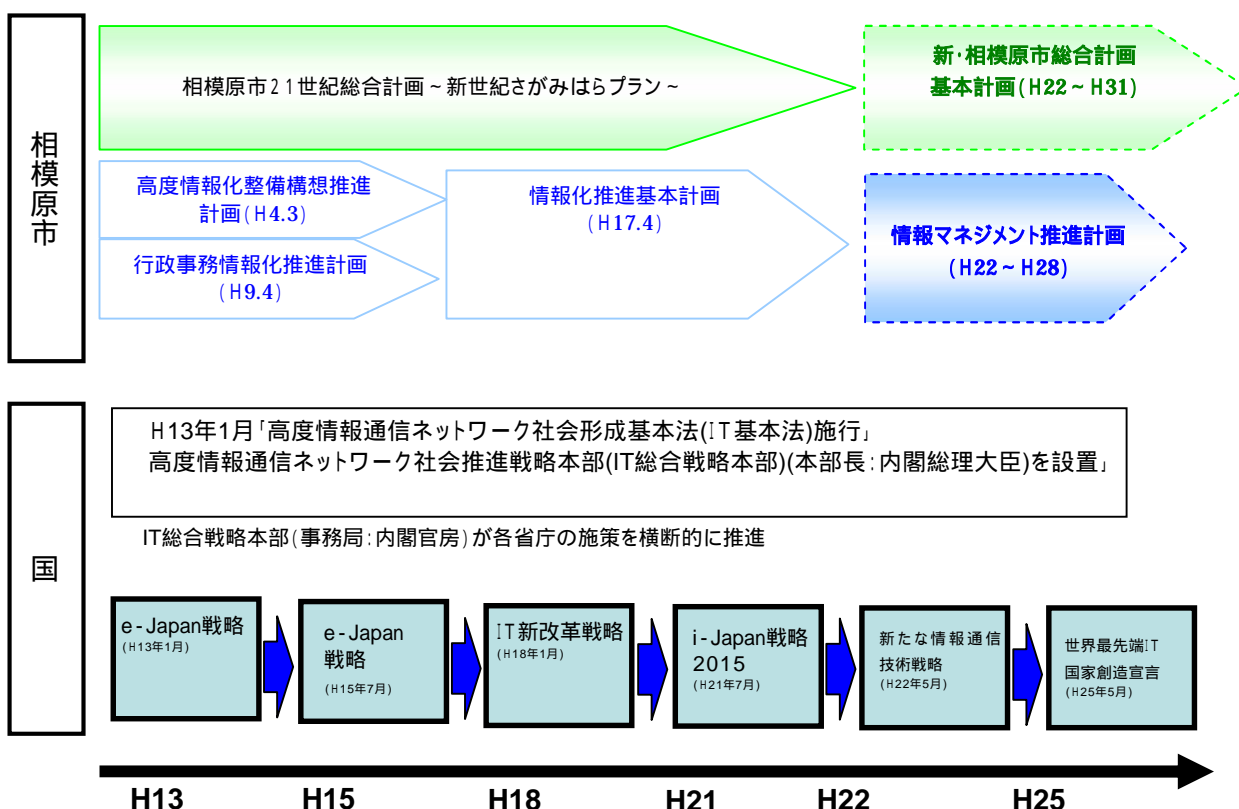 相模原市
相模原市21世紀総合計画~新世紀さがみはらプラン~
新・相模原市総合計画
基本計画(H22~H31)
高度情報化整備構想推進
計画(H4.3)
行政事務情報化推進計画
(H9.4)
情報化推進基本計画
(H17.4)
情報マネジメント推進計画
(H22~H28)
国
H13年1月「高度情報通信ネットワーク社会形成基本法(IT基本法)施行」
高度情報通信ネットワーク社会推進戦略本部(IT総合戦略本部)(本部長:内閣総理大臣)を設置」
IT総合戦略本部(事務局:内閣官房)が各省庁の施策を横断的に推進
e-Japan戦略
(H13年1月)
e-Japan
戦略
(H15年7月)
IT新改革戦略
(H18年1月)
i-Japan戦略
2015
(H21年7月)
新たな情報通信
技術戦略
(H22年5月)
世界最先端IT
国家創造宣言
(H25年5月)
H13 H15 H18 H21 H22 H25